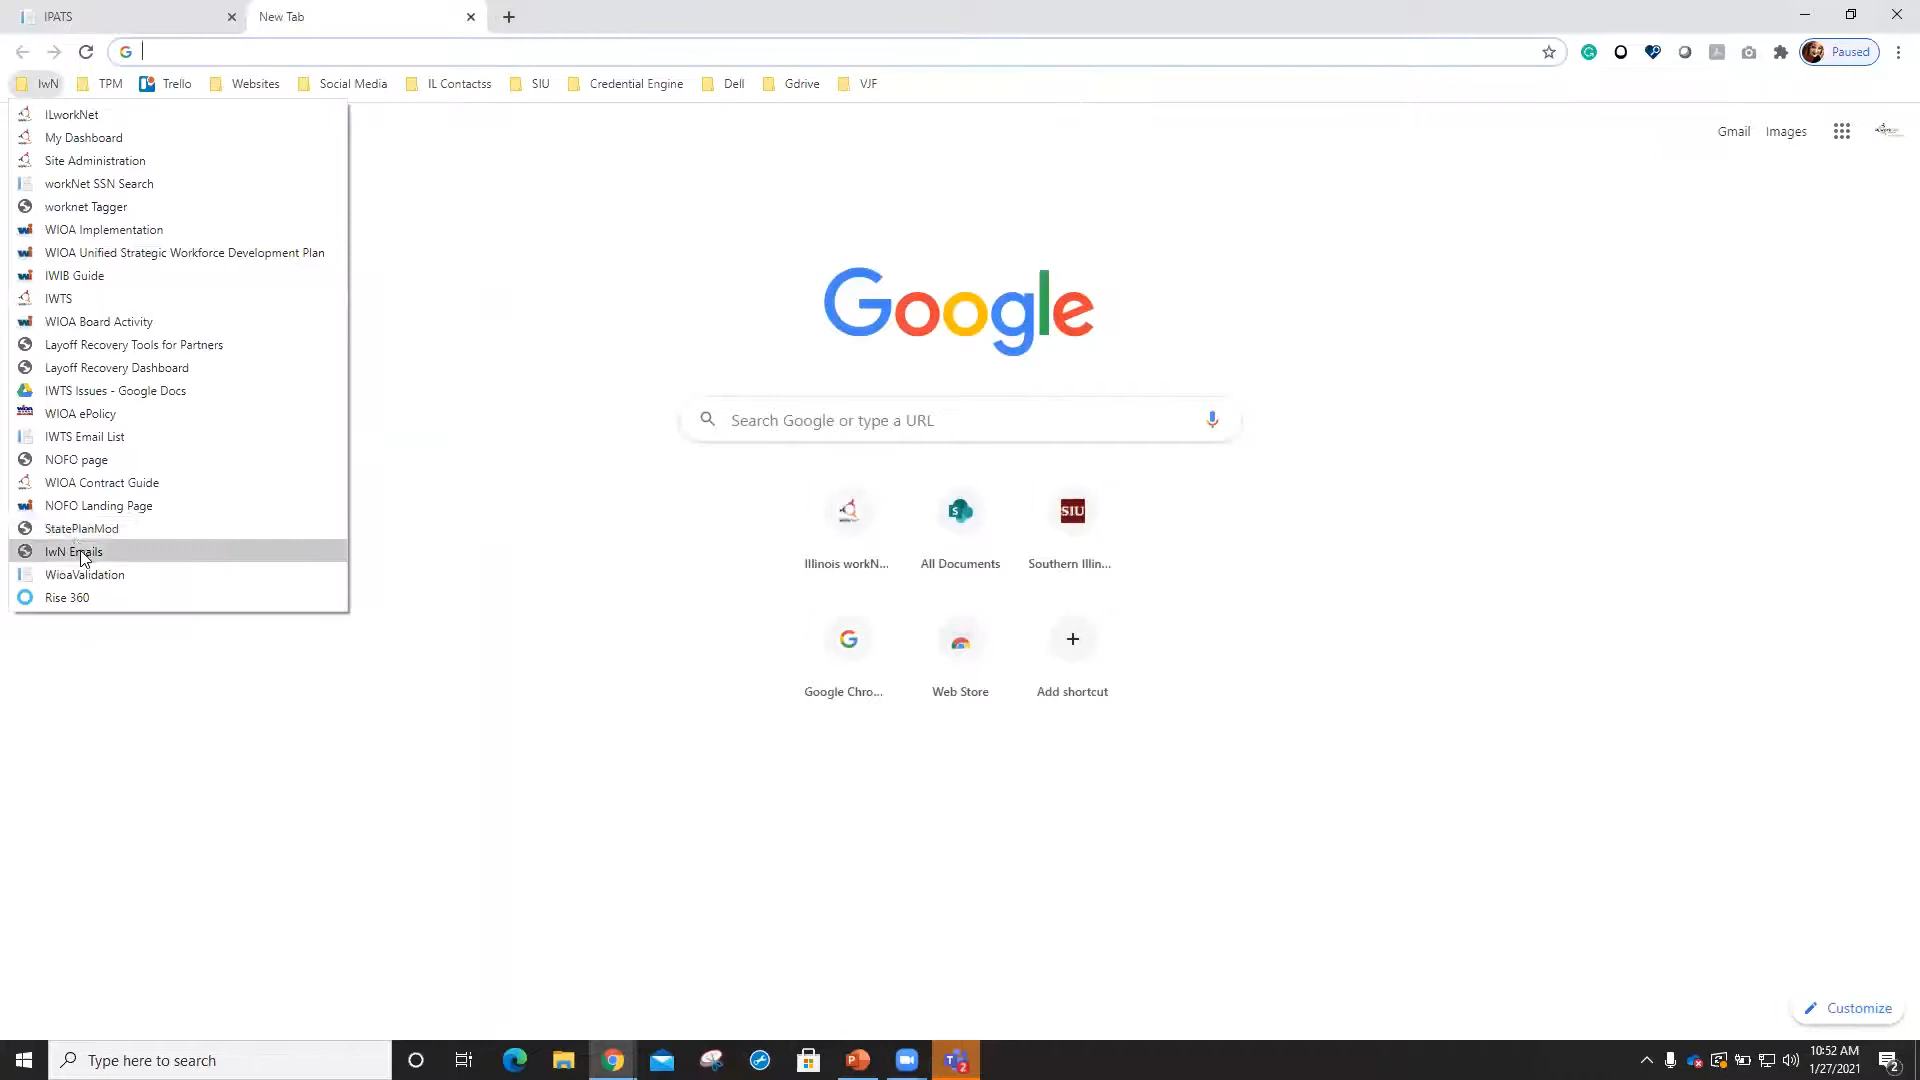 IPATS
New Tab
Paused
IwN
TPM
Trello
Websites
Social Media
IL Contactss
SIU
Credential Engine
Dell
Gdrive
VJF
ILworkNet
My Dashboard
Site Administration
workNet SSN Search
worknet Tagger
WIOA Implementation
WIOA Unified Strategic Workforce Development Plan
IWIB Guide
IWTS
WIOA Board Activity
Layoff Recovery Tools for Partners
Layoff Recovery Dashboard
IWTS Issues - Google Docs
WIOA ePolicy
IWTS Email List
NOFO page
WIOA Contract Guide
NOFO Landing Page
StatePlanMod
IwN Emails
WioaValidation
Rise 360
Gmail
Images
Google
Search Google or type a URL
SIU
Illinois workN...
All Documents
Southern Illin...
Google Chro...
Web Store
Add shortcut
Customize
Type here to search
10:52 AM
1/27/2021
2